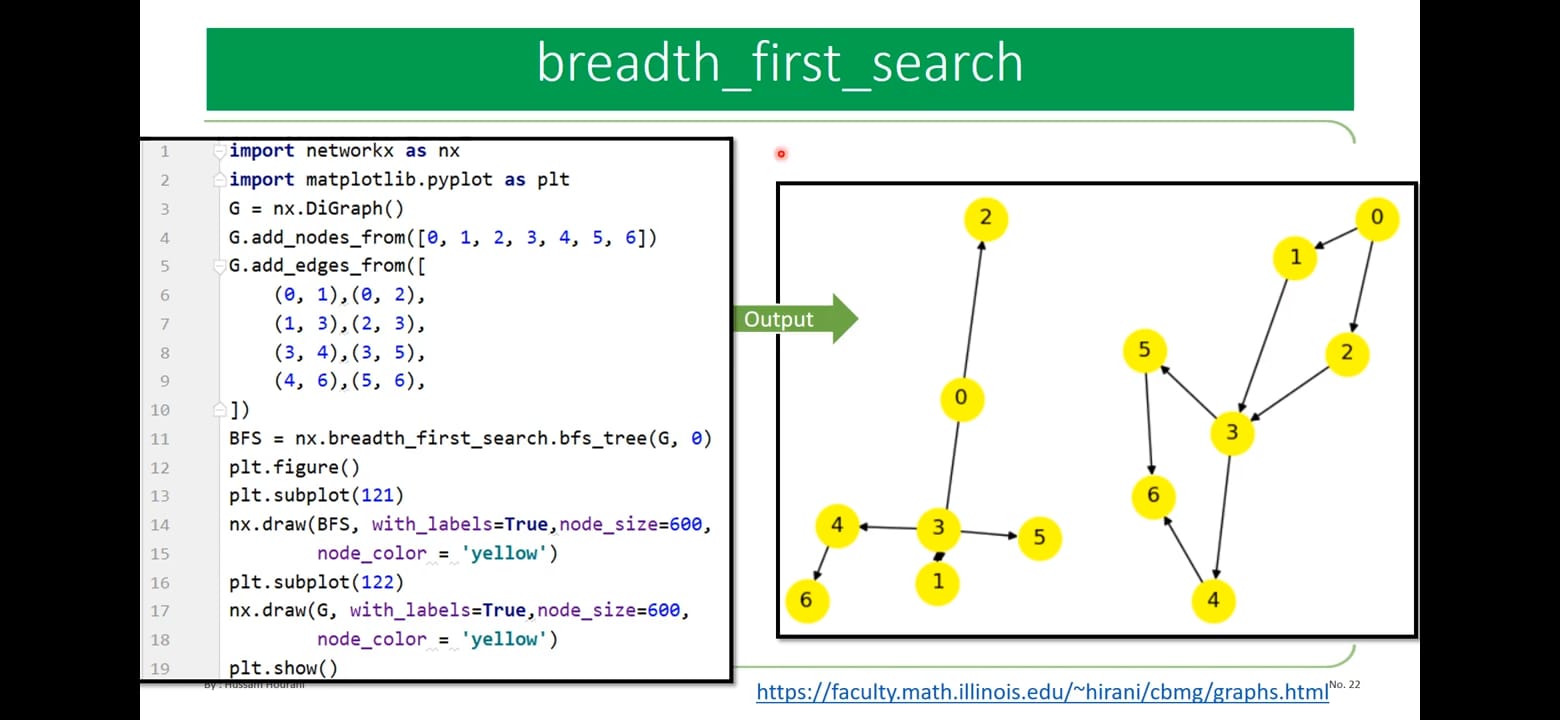 breadth_first_search
1 import networkx as nx
2 import matplotlib.pyplot as plt
3 G = nx.DiGraph()
4 G.add_nodes_from([0, 1, 2, 3, 4, 5, 6])
5 G.add_edges_from([
6 (0, 1),(0, 2),
7 (1, 3),(2, 3),
8 (3, 4),(3, 5),
9 (4, 6),(5, 6),
10 ])
11 BFS = nx.breadth_first_search.bfs_tree(G, 0)
12 plt.figure()
13 plt.subplot(121)
14 nx.draw(BFS, with_labels=True,node_size=600,
15 node_color = 'yellow')
16 plt.subplot(122)
17 nx.draw(G, with_labels=True,node_size=600,
18 node_color = 'yellow')
19 plt.show()
Output
2
0
4
3
5
1
6
0
1
2
5
3
6
4
By : Hussam Hourani
https://faculty.math.illinois.edu/~hirani/cbmg/graphs.html
No. 22